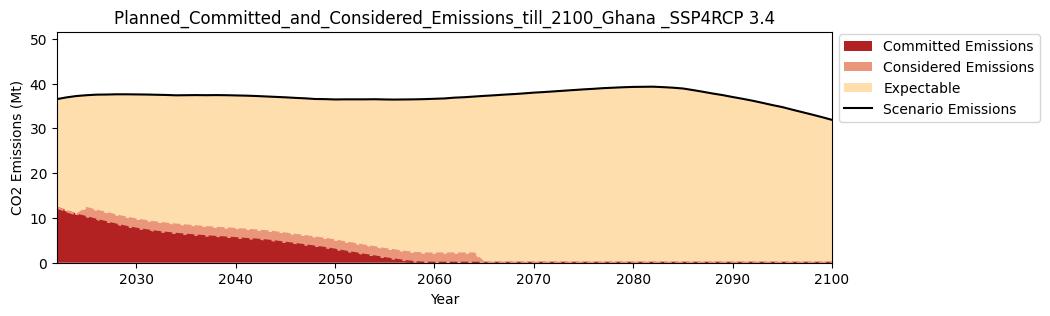 Planned_Committed_and_Considered_Emissions_till_2100_Ghana _SSP4RCP 3.4
50
40
30
20
10
0
CO2 Emissions (Mt)
2030 2040 2050 2060 2070 2080 2090 2100
Year
Committed Emissions
Considered Emissions
Expectable
Scenario Emissions